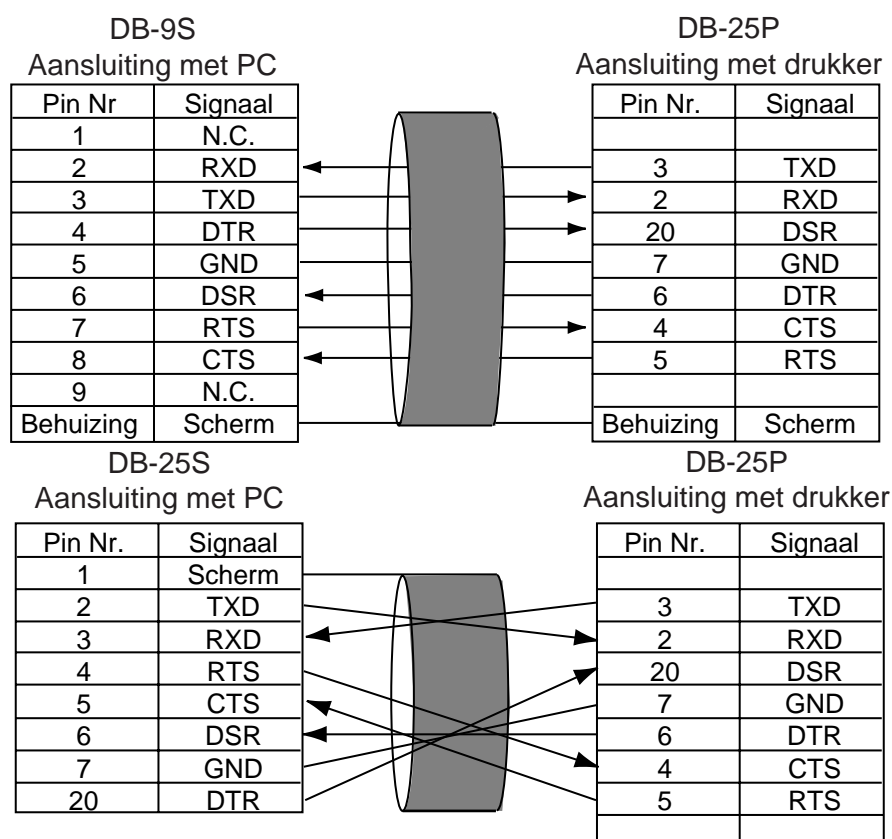 DB-9S DB-25P
Aansluiting met PC Aansluiting met drukker
Pin Nr Signaal Pin Nr. Signaal
1 N.C.
2 RXD 3 TXD
3 TXD 2 RXD
4 DTR 20 DSR
5 GND 7 GND
6 DSR 6 DTR
7 RTS 4 CTS
8 CTS 5 RTS
9 N.C.
Behuizing Scherm Behuizing Scherm
DB-25S DB-25P
Aansluiting met PC Aansluiting met drukker
Pin Nr. Signaal Pin Nr. Signaal
1 Scherm
2 TXD 3 TXD
3 RXD 2 RXD
4 RTS 20 DSR
5 CTS 7 GND
6 DSR 6 DTR
7 GND 4 CTS
20 DTR 5 RTS